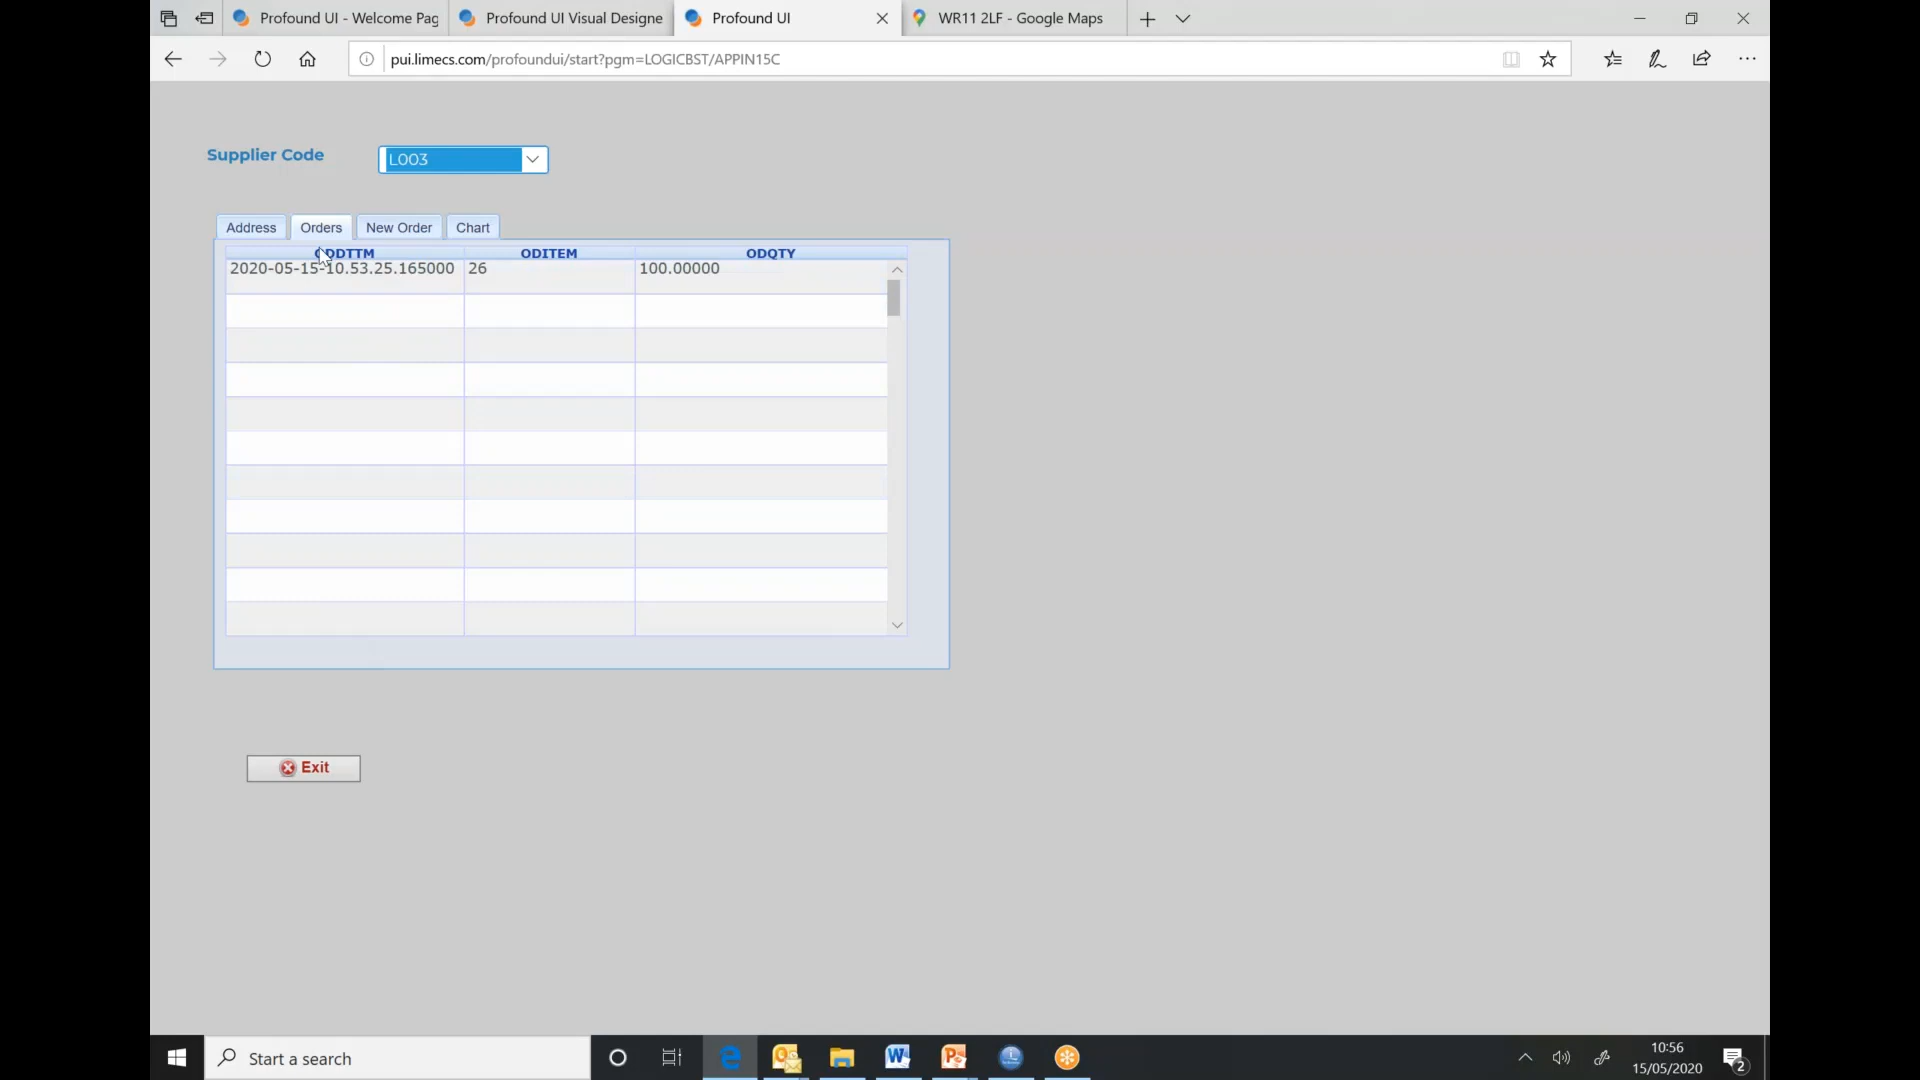 Profound UI - Welcome Pag
Profound UI Visual Designe
Profound UI
WR11 2LF - Google Maps
pui.limecs.com/profoundui/start?pgm=LOGICBST/APPIN15C
Supplier Code
L003
Address
Orders
New Order
Chart
ODDTTM
ODITEM
ODQTY
2020-05-15-10.53.25.165000
26
100.00000
Exit
Start a search
10:56
15/05/2020
2